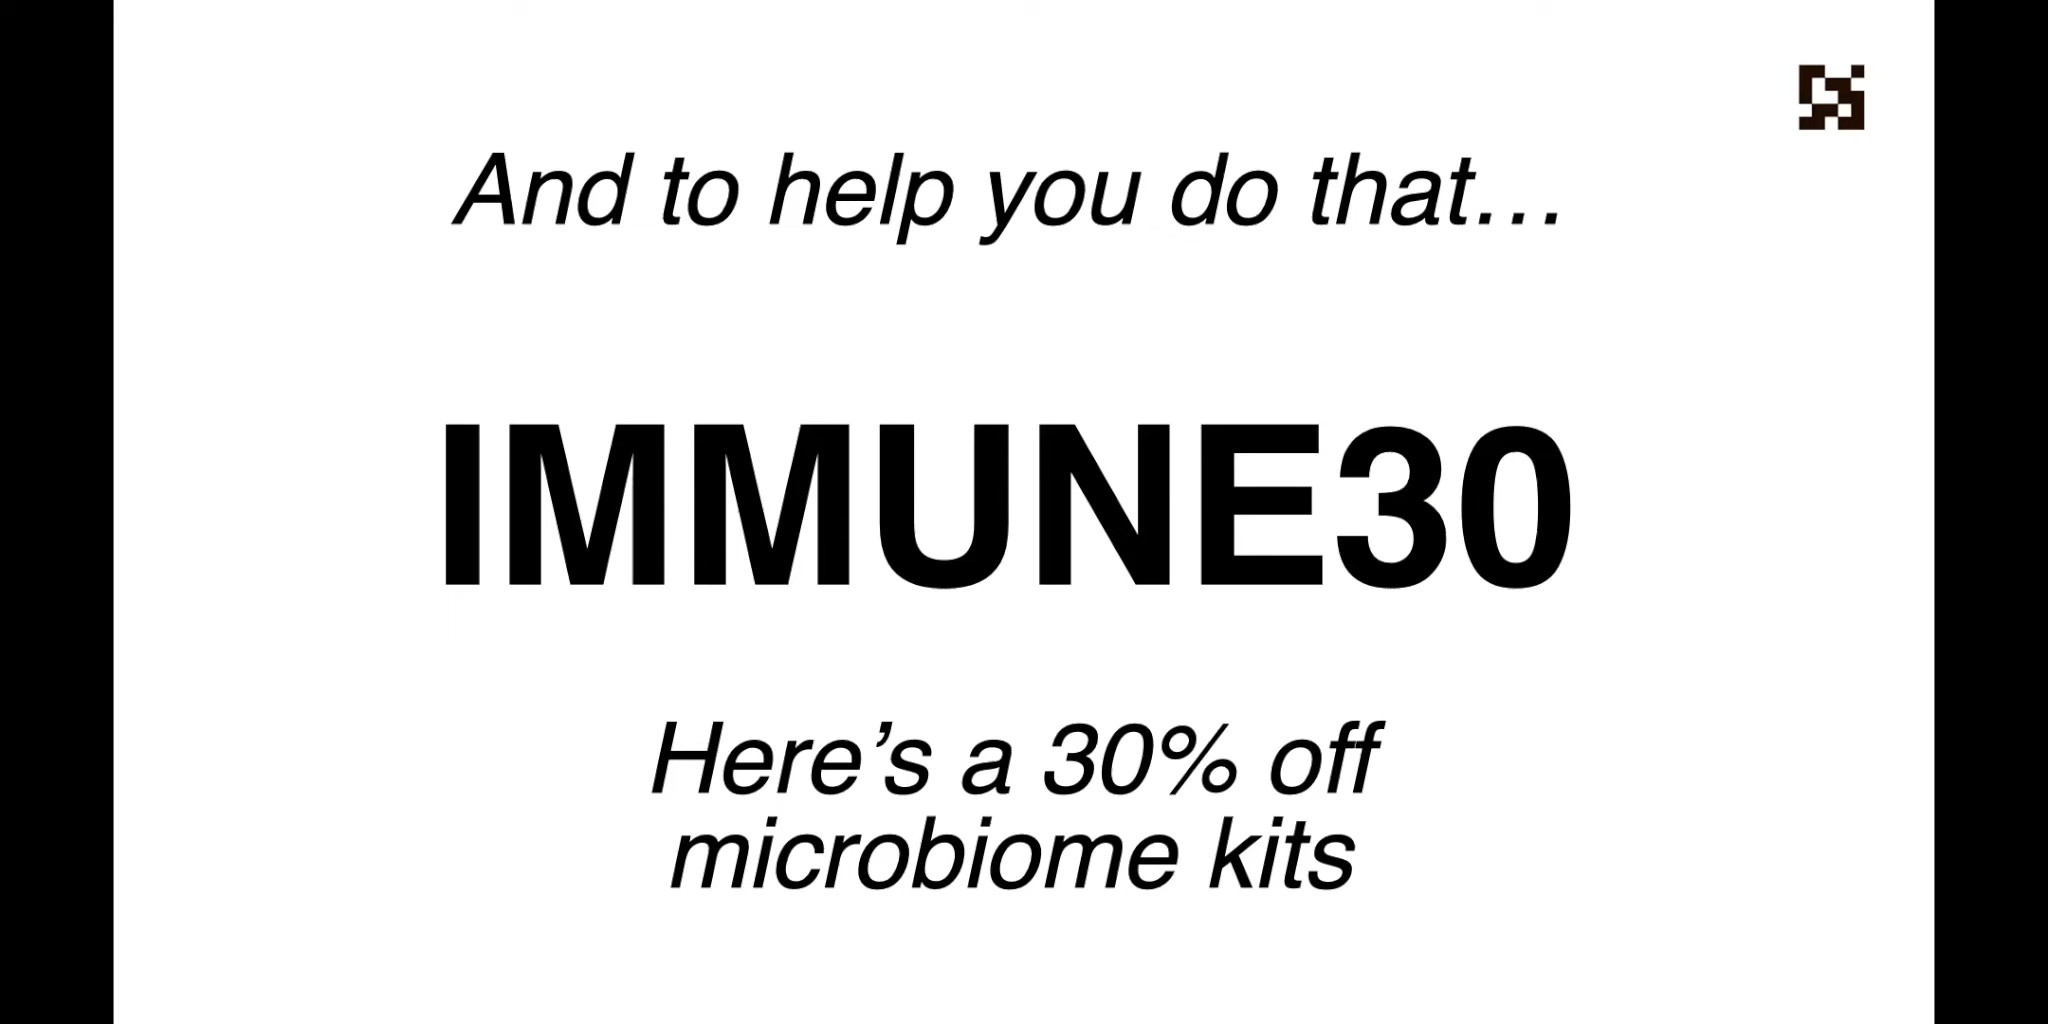 And to help you do that…
IMMUNE30
Here’s a 30% off
microbiome kits